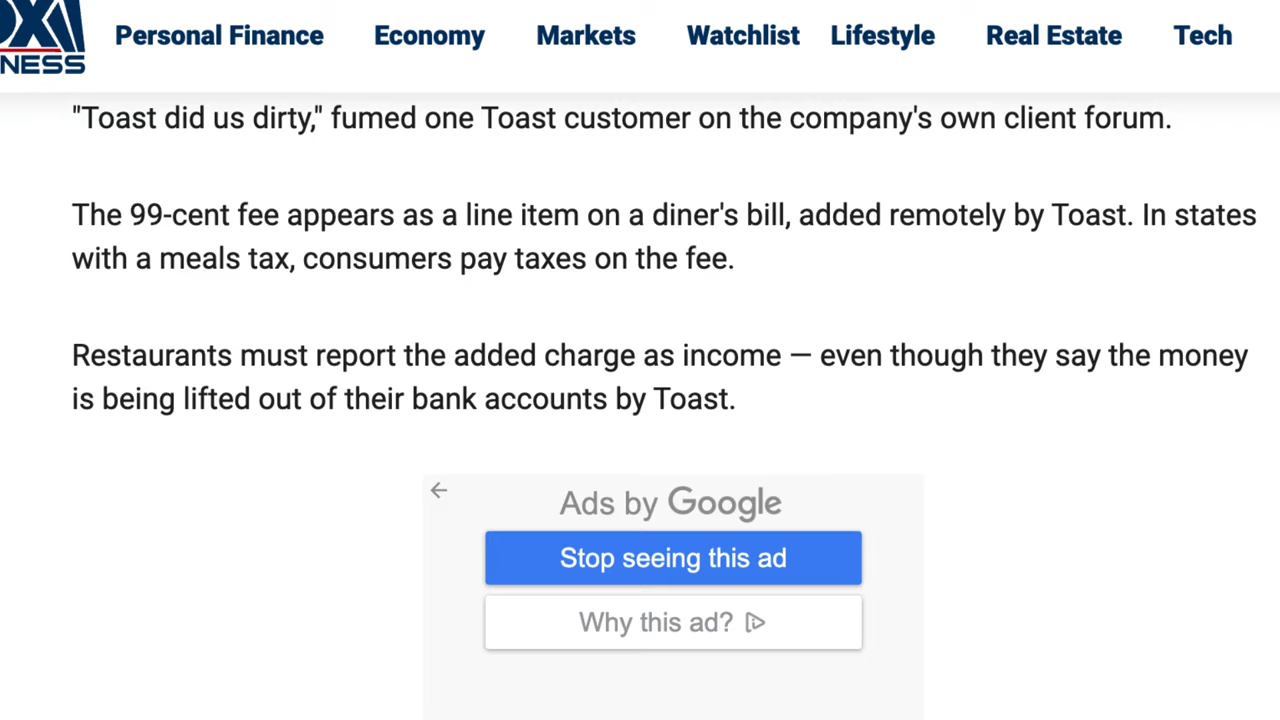 Personal Finance Economy Markets Watchlist Lifestyle Real Estate Tech
NESS
"Toast did us dirty," fumed one Toast customer on the company's own client forum.
The 99-cent fee appears as a line item on a diner's bill, added remotely by Toast. In states
with a meals tax, consumers pay taxes on the fee.
Restaurants must report the added charge as income — even though they say the money
is being lifted out of their bank accounts by Toast.
Ads by Google
Stop seeing this ad
Why this ad?